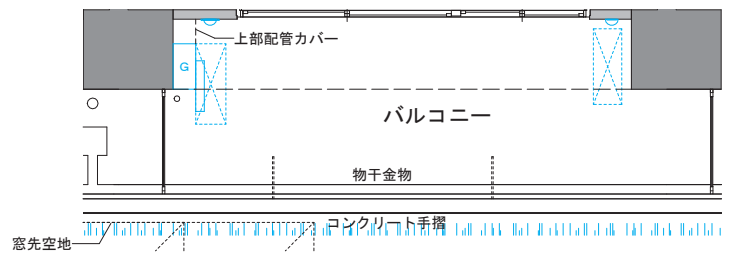 上部配管カバー
G
バルコニー
物干金物
コンクリート手摺
窓先空地